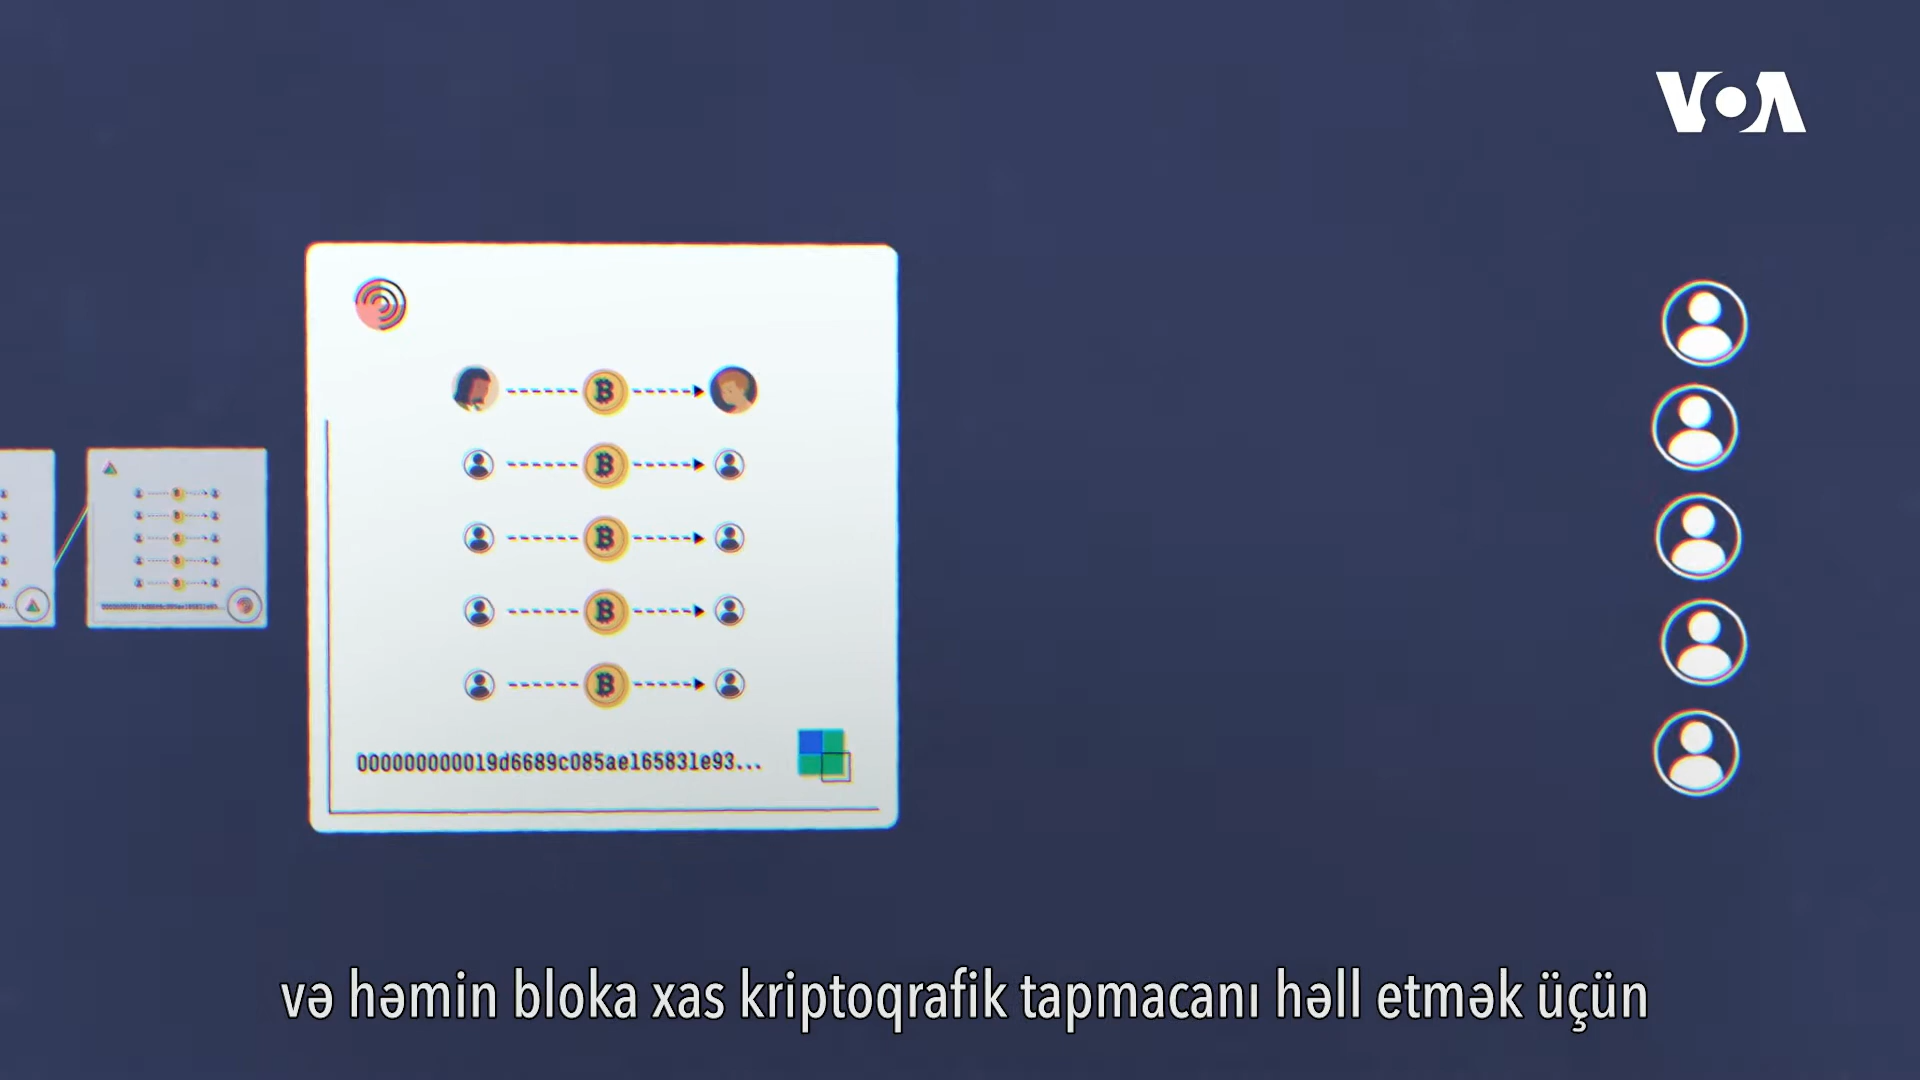 VOA
000000000019d6689c085ae165831e93...
və həmin bloka xas kriptoqrafik tapmacanı həll etmək üçün